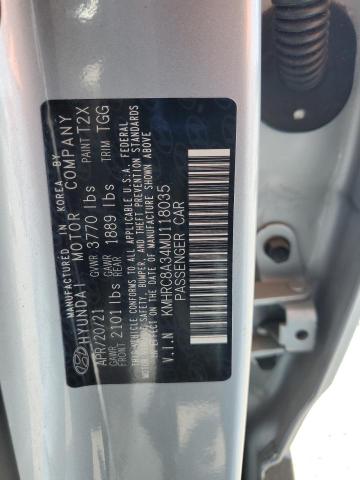 MANUFACTURED IN KOREA BY
HYUNDAI MOTOR COMPANY
APR/20/21 GVWR 3770 lbs PAINT T2X
GAWR FRONT 2101 lbs GAWR REAR 1889 lbs TRIM TGG
THIS VEHICLE CONFORMS TO ALL APPLICABLE U.S.A. FEDERAL
MOTOR VEHICLE SAFETY, BUMPER, AND THEFT PREVENTION
STANDARDS IN EFFECT ON THE DATE OF MANUFACTURE SHOWN ABOVE
V.I.N KMHRC8A34MU118035
PASSENGER CAR